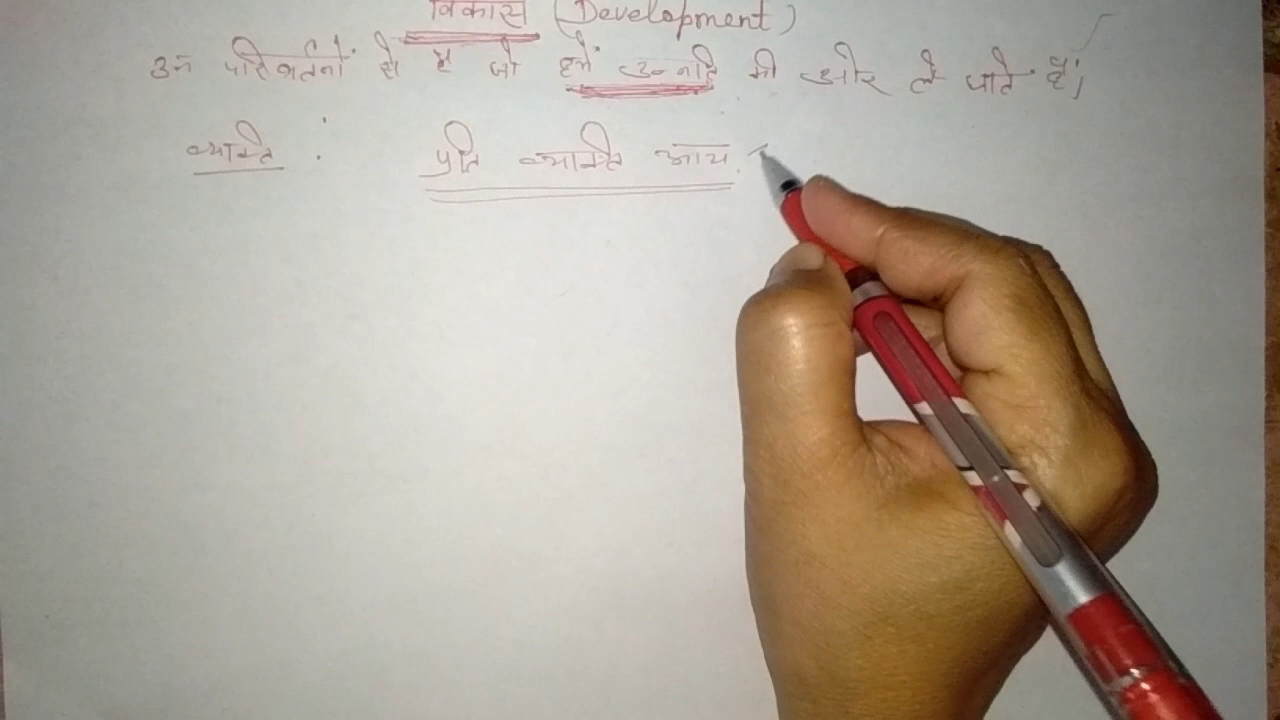 विकास (Development)
उन परिवर्तनों से है जो हमें उन्नति की ओर ले जाते हैं।
व्यक्ति : प्रति व्यक्ति आय